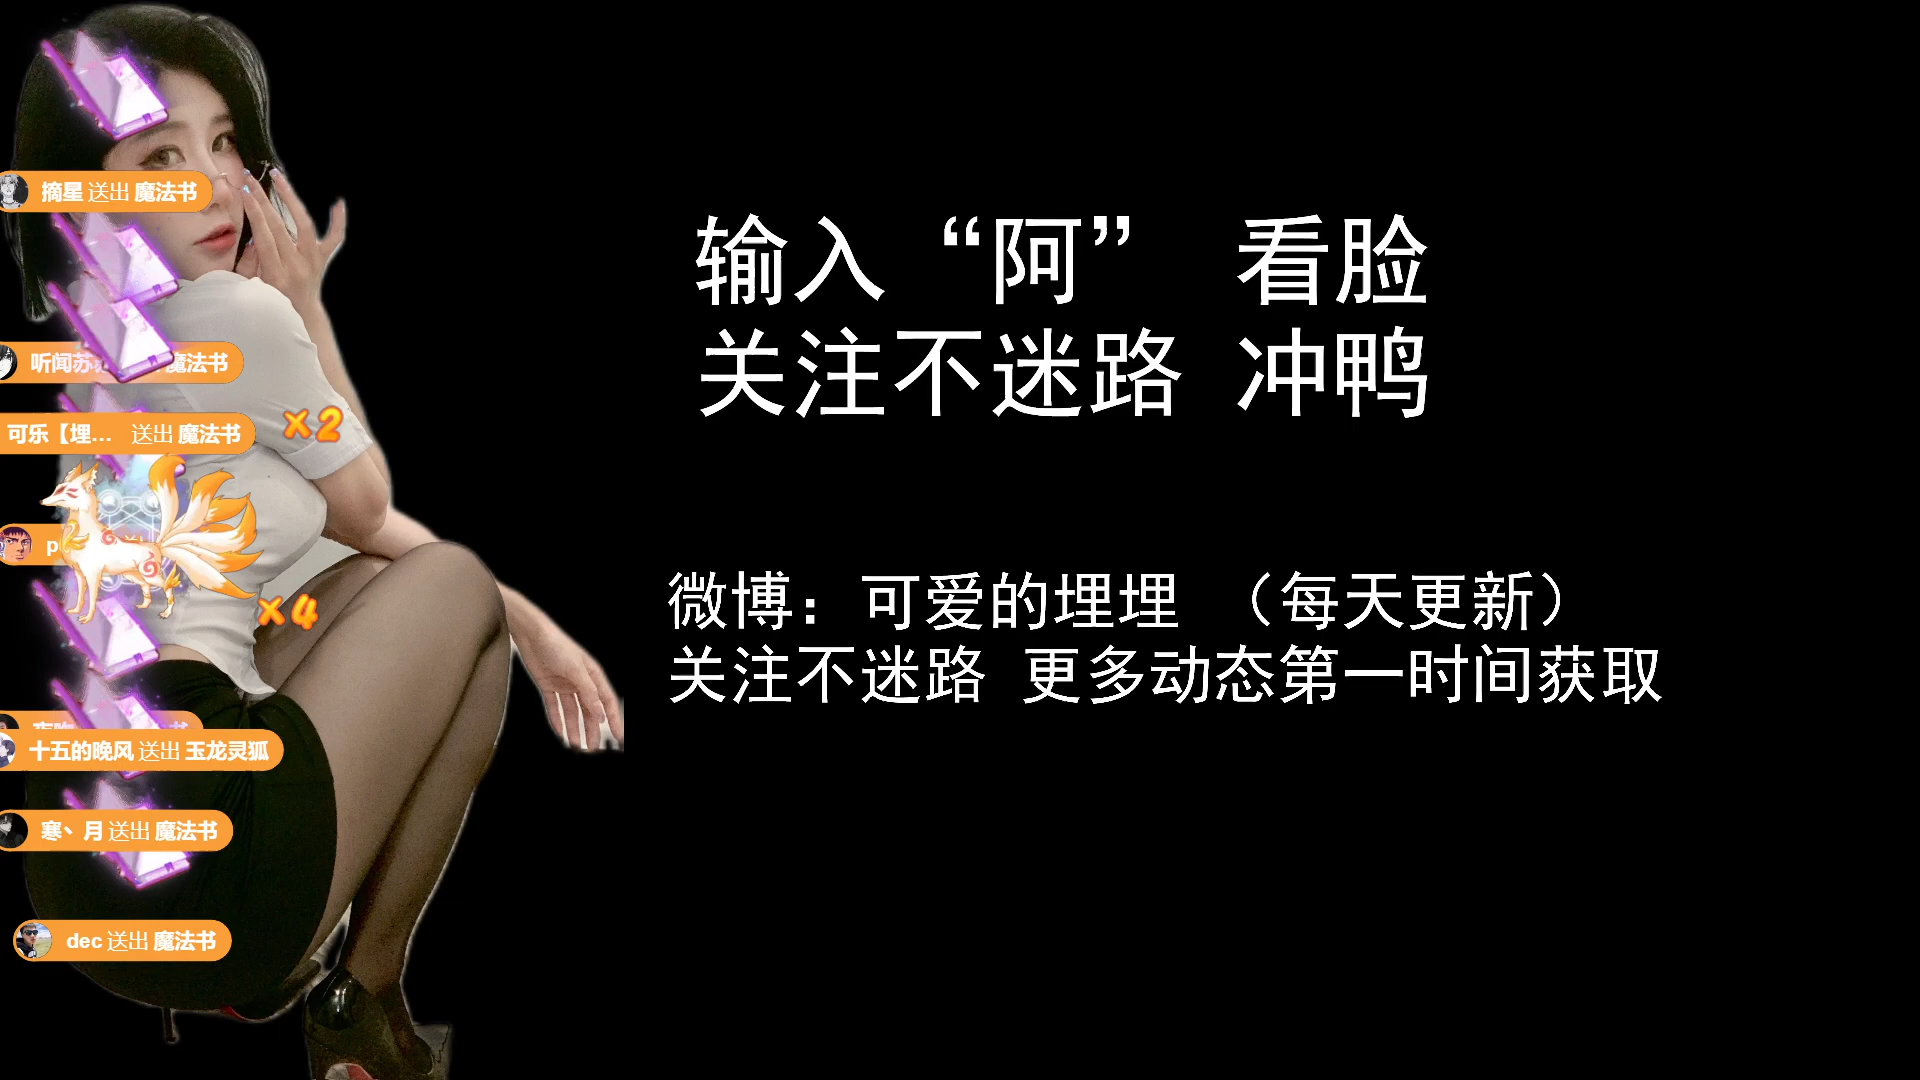 输入“阿” 看脸
关注不迷路 冲鸭
微博：可爱的埋埋 （每天更新）
关注不迷路 更多动态第一时间获取
摘星 送出 魔法书
听闻苏 魔法书
可乐【埋... 送出 魔法书
×2
×4
十五的晚风 送出 玉龙灵狐
寒丶月 送出 魔法书
dec 送出 魔法书